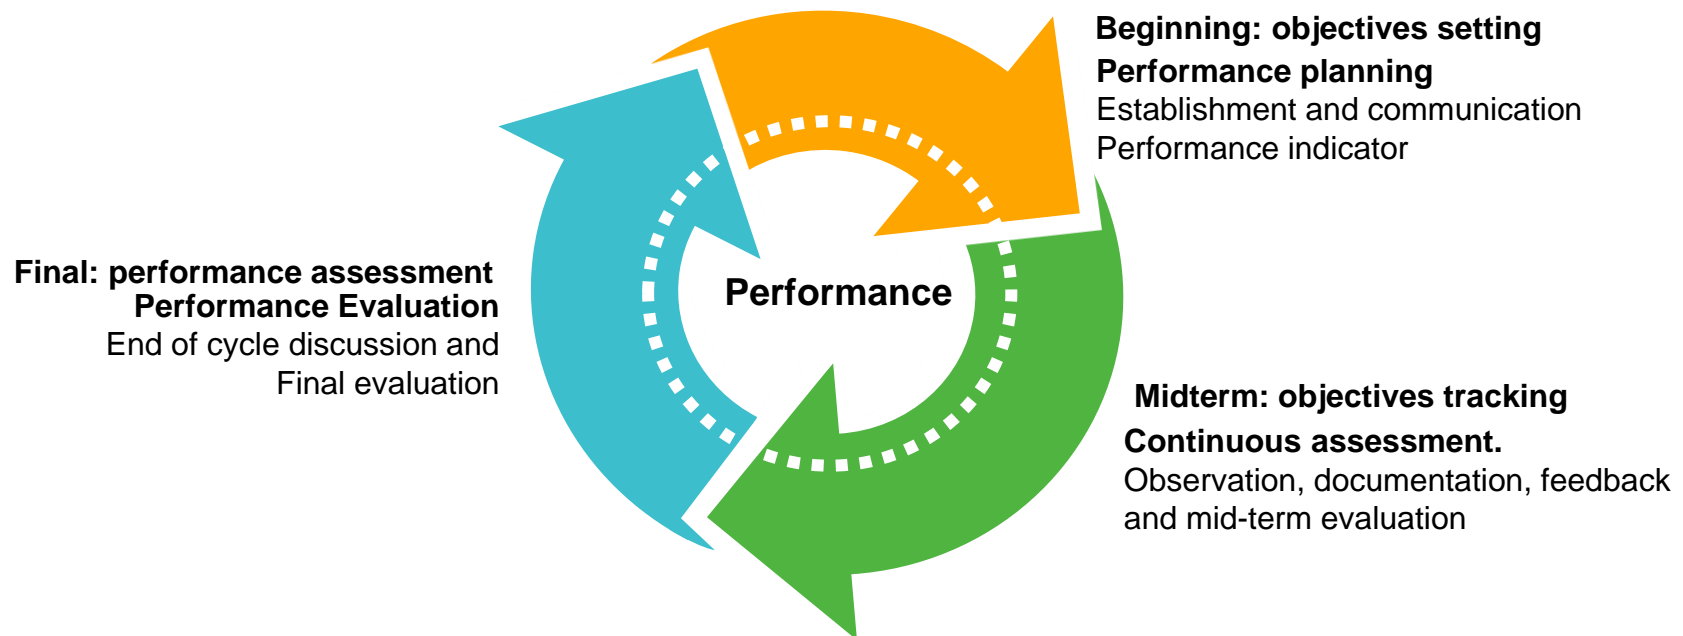 Beginning: objectives setting
Performance planning
Establishment and communication
Performance indicator
Final: performance assessment
Performance Evaluation
End of cycle discussion and
Final evaluation
Performance
Midterm: objectives tracking
Continuous assessment.
Observation, documentation, feedback
and mid-term evaluation